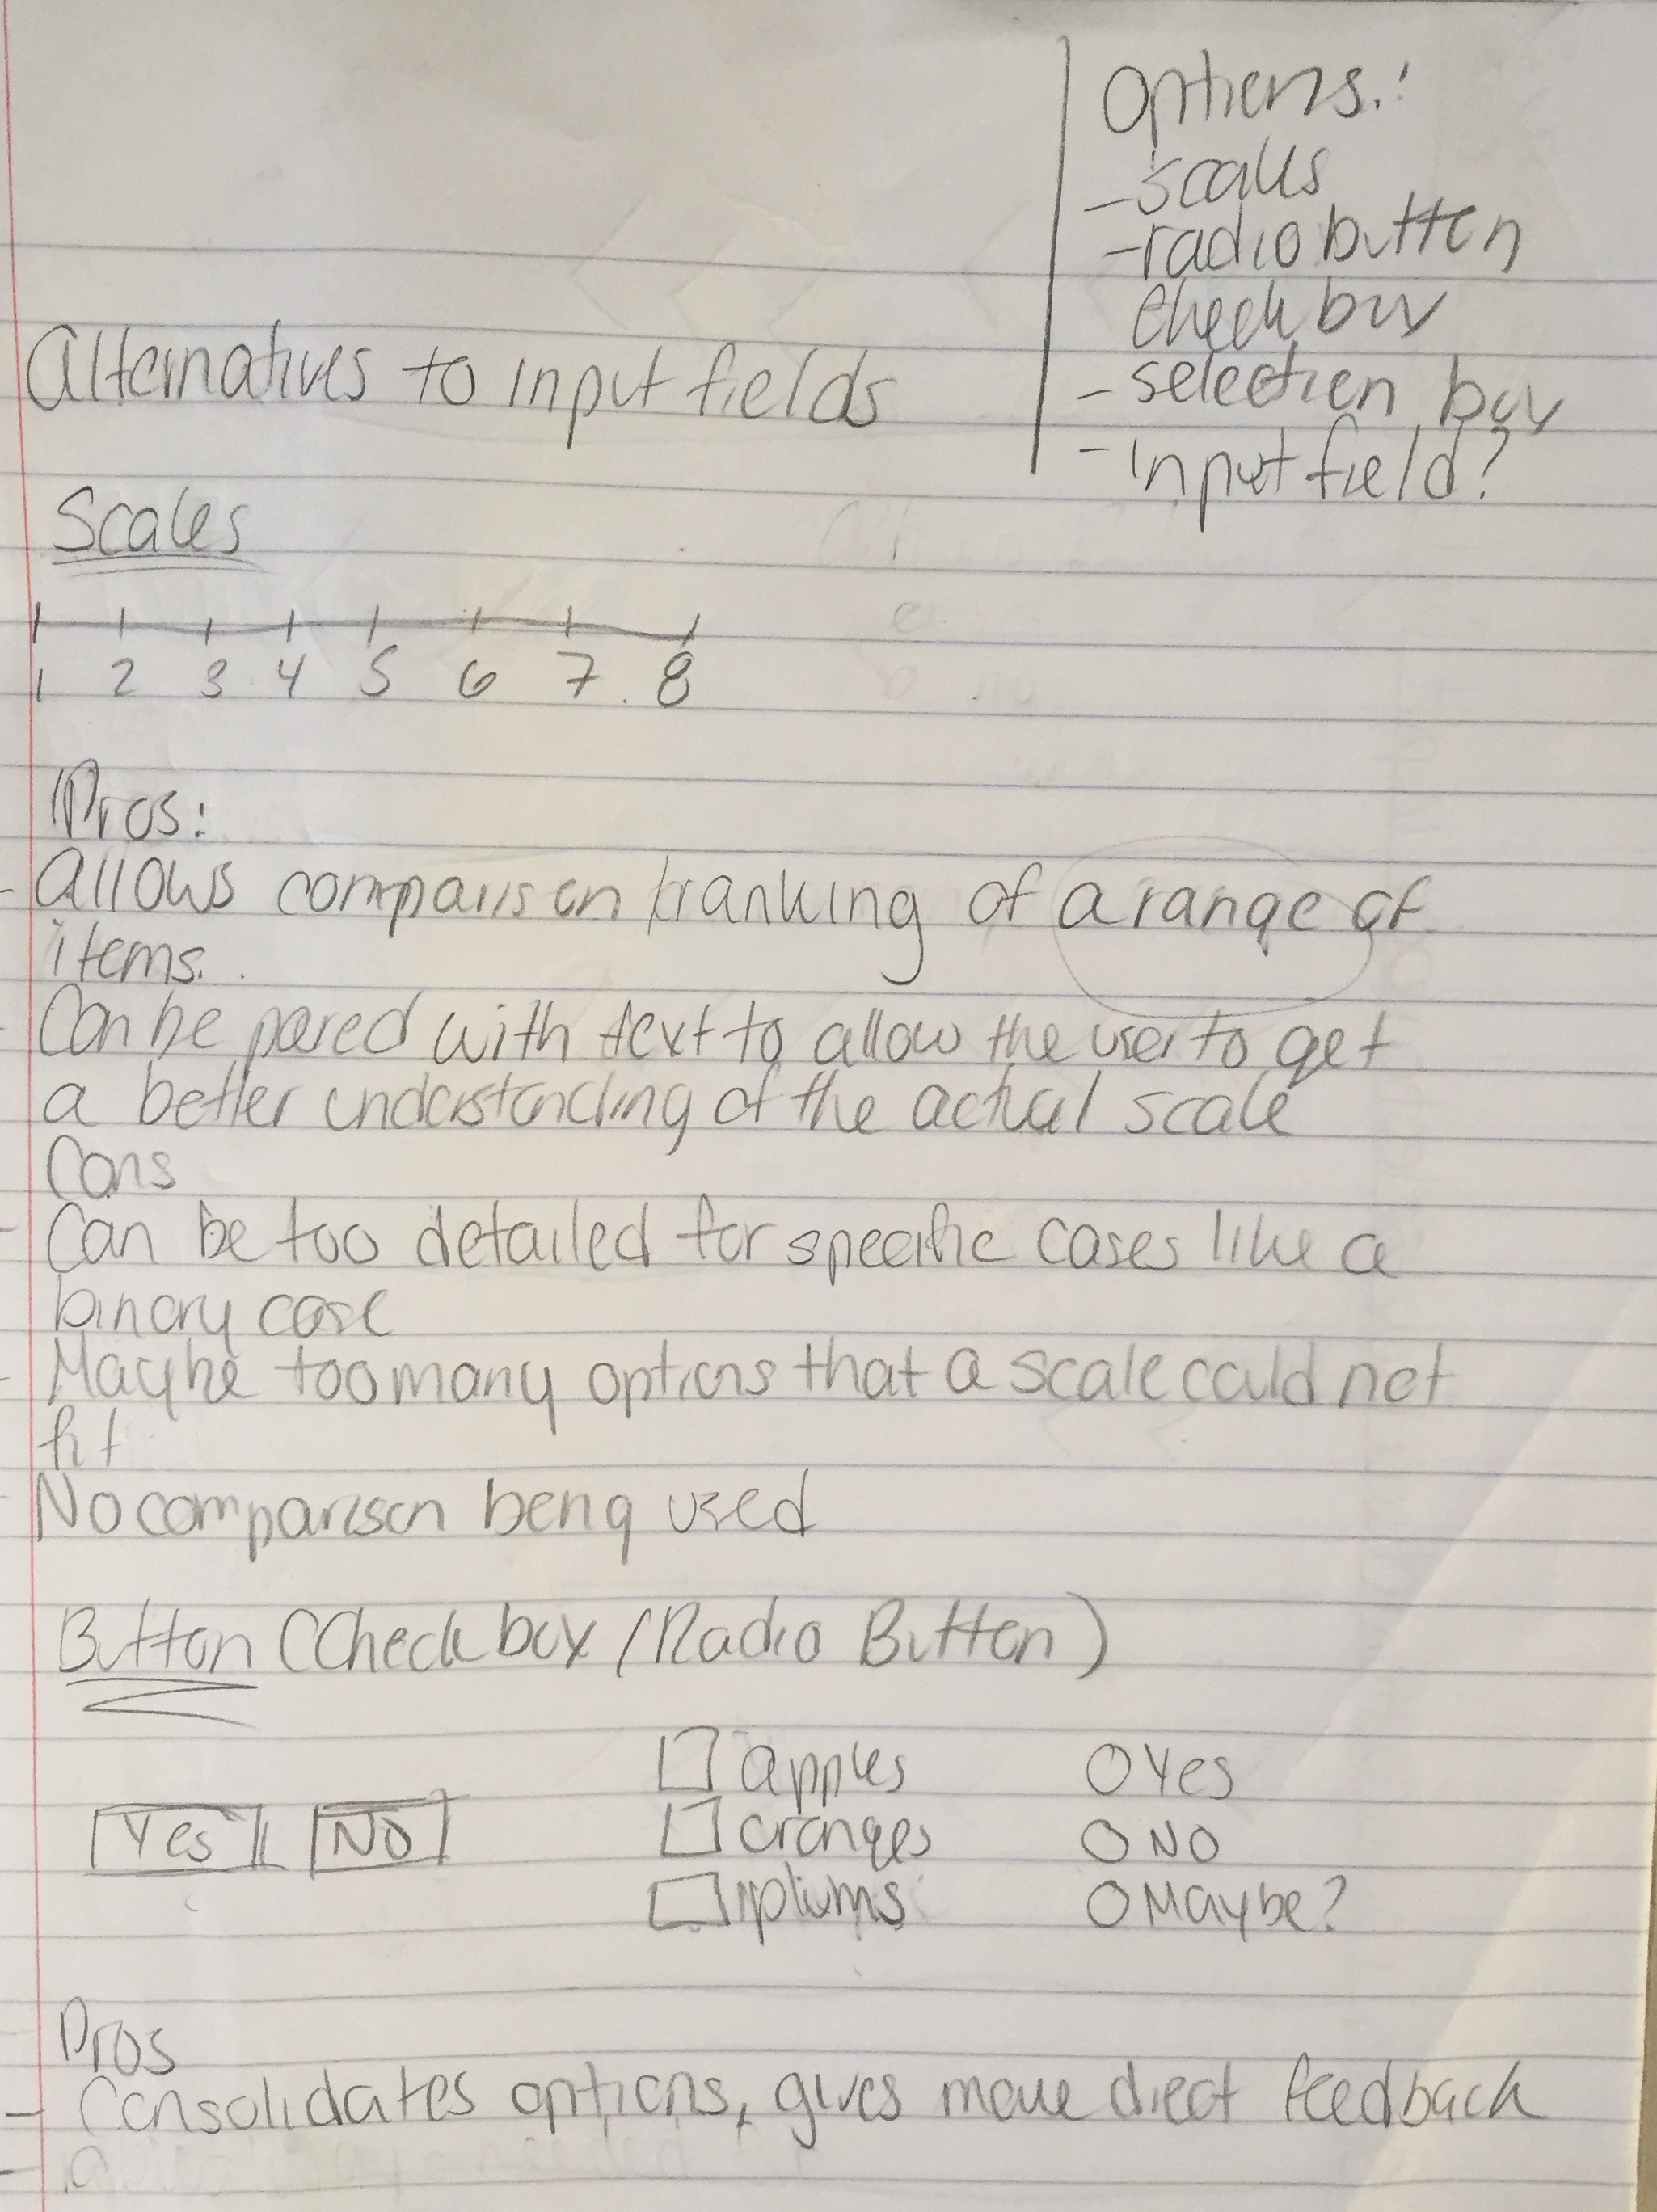 Options:
- scales
- radio button
check box
- selection box
- input field?
Alternatives to input fields
Scales
1 2 3 4 5 6 7 8
Pros:
- Allows comparison/ranking of a range of
items.
- Can be pared with text to allow the user to get
a better understanding of the actual scale
Cons
- Can be too detailed for specific cases like a
binary case
- Maybe too many options that a scale could not
fit
- No comparison being used
Button (Check box / Radio Button)
Yes No
apples
oranges
plums
Yes
No
Maybe?
Pros
- Consolidates options, gives more direct feedback
-